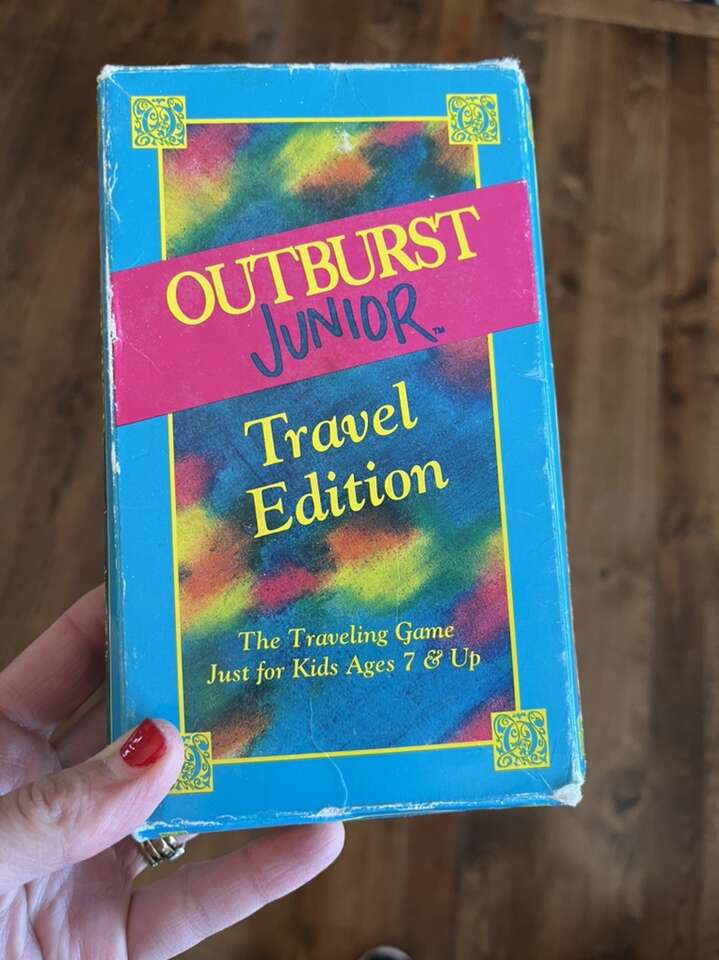 OUTBURST
JUNIOR™
Travel
Edition
The Traveling Game
Just for Kids Ages 7 & Up